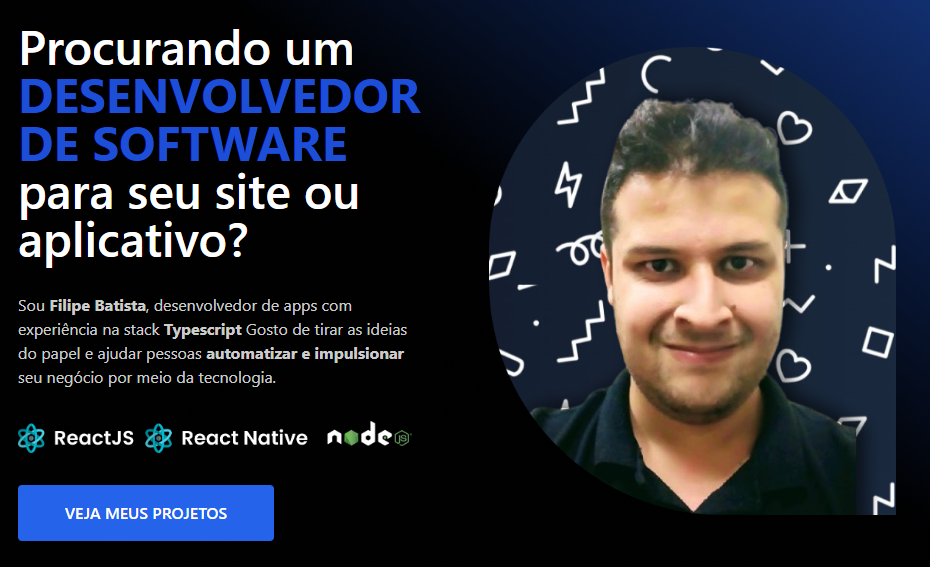 Procurando um
DESENVOLVEDOR
DE SOFTWARE
para seu site ou
aplicativo?
Sou Filipe Batista, desenvolvedor de apps com
experiência na stack Typescript Gosto de tirar as ideias
do papel e ajudar pessoas automatizar e impulsionar
seu negócio por meio da tecnologia.
ReactJS React Native node JS
VEJA MEUS PROJETOS